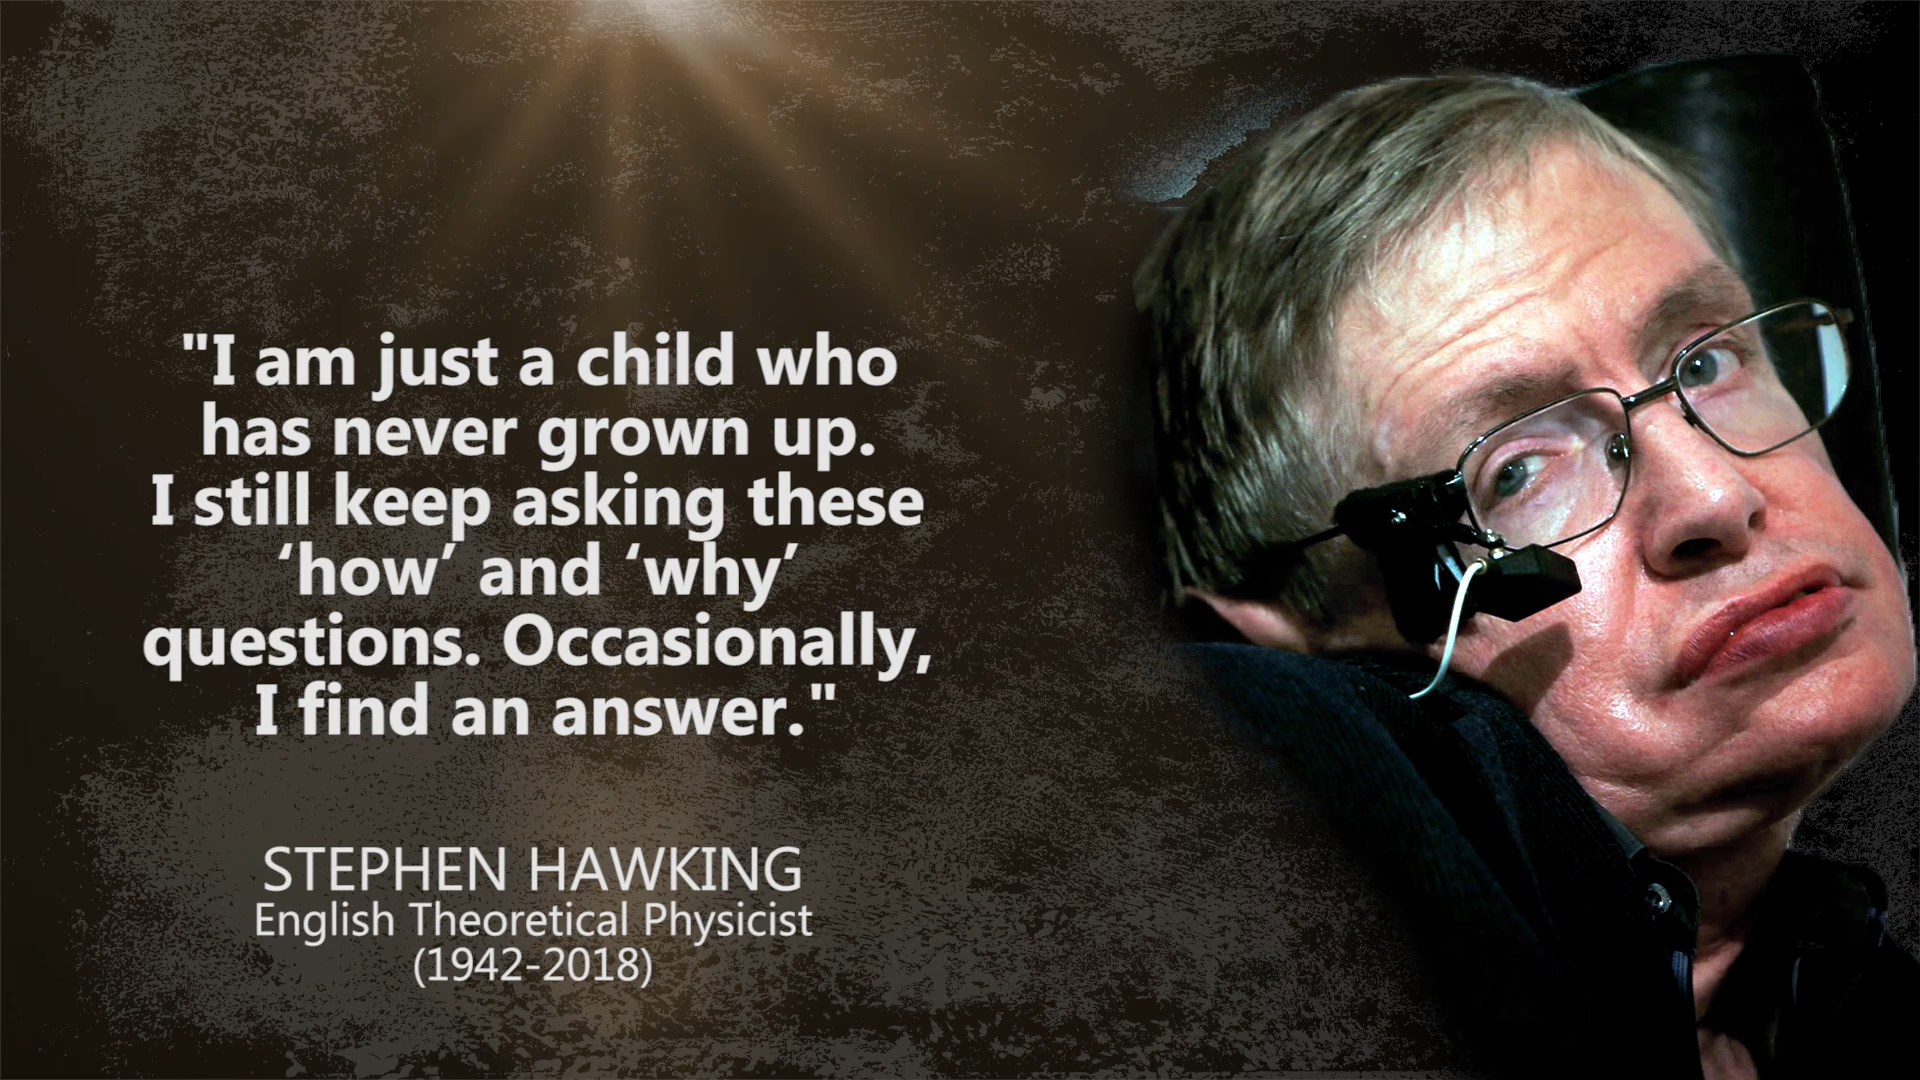 "I am just a child who
has never grown up.
I still keep asking these
‘how’ and ‘why’
questions. Occasionally,
I find an answer."
STEPHEN HAWKING
English Theoretical Physicist
(1942-2018)